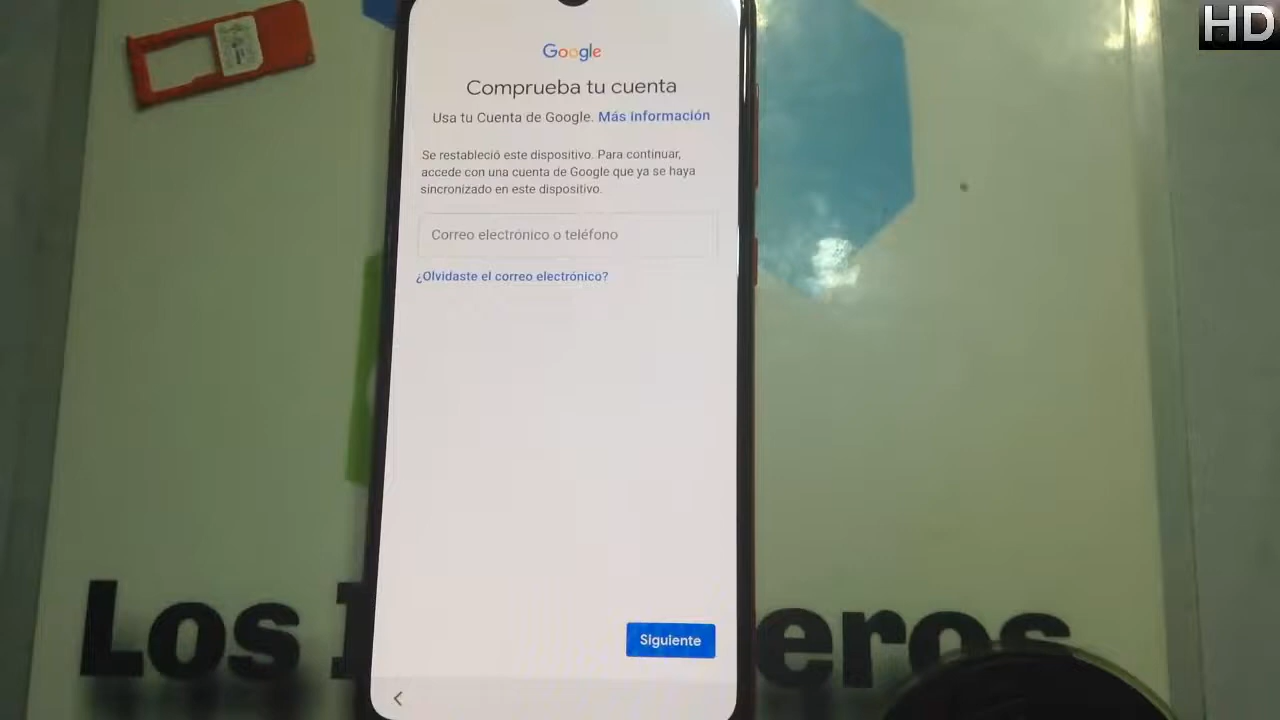 HD
Google
Comprueba tu cuenta
Usa tu Cuenta de Google. Más información
Se restableció este dispositivo. Para continuar,
accede con una cuenta de Google que ya se haya
sincronizado en este dispositivo.
Correo electrónico o teléfono
¿Olvidaste el correo electrónico?
Siguiente
Los
eros